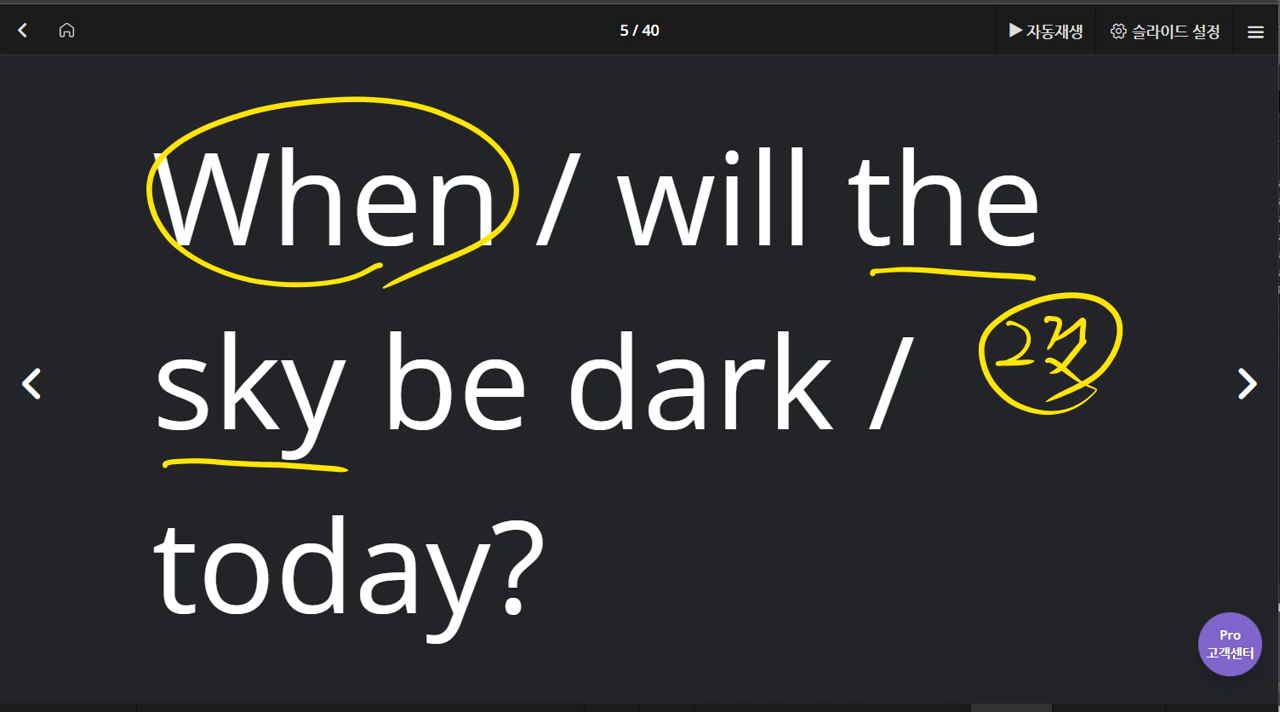 5 / 40
▶ 자동재생
슬라이드 설정
When / will the
sky be dark /
today?
Pro
고객센터